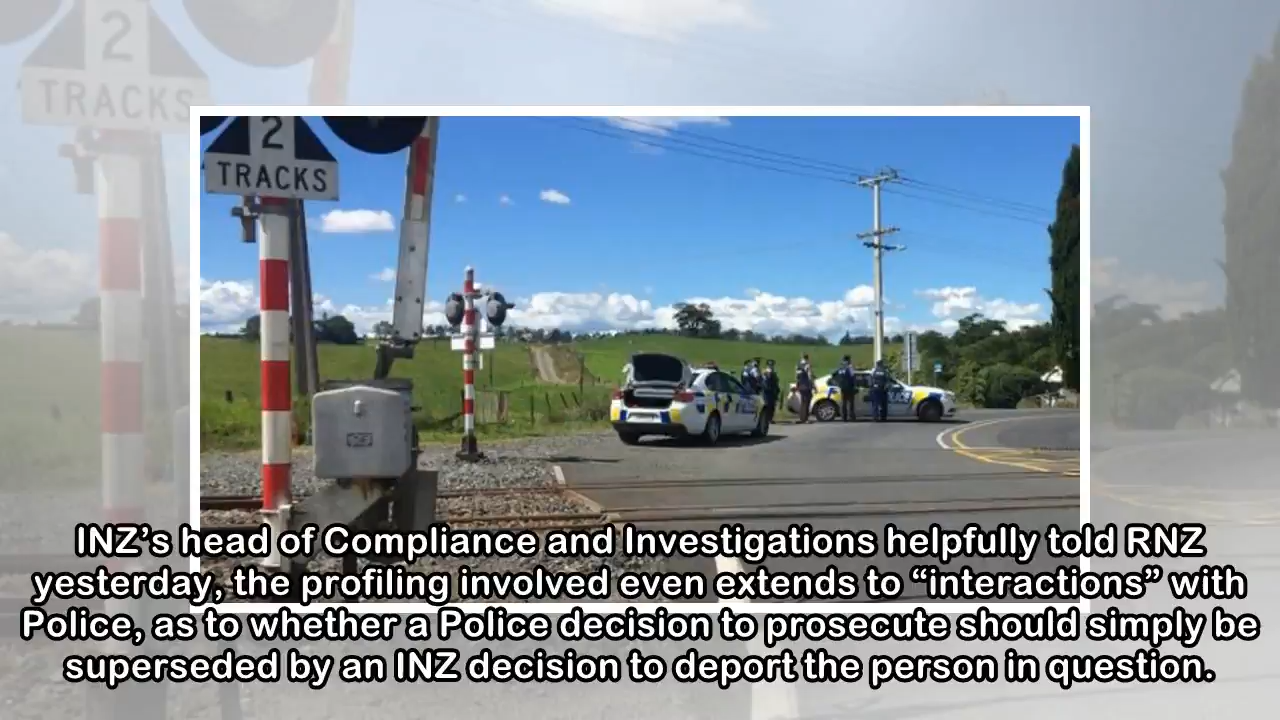 2
TRACKS
2
TRACKS
INZ’s head of Compliance and Investigations helpfully told RNZ
yesterday, the profiling involved even extends to “interactions” with
Police, as to whether a Police decision to prosecute should simply be
superseded by an INZ decision to deport the person in question.